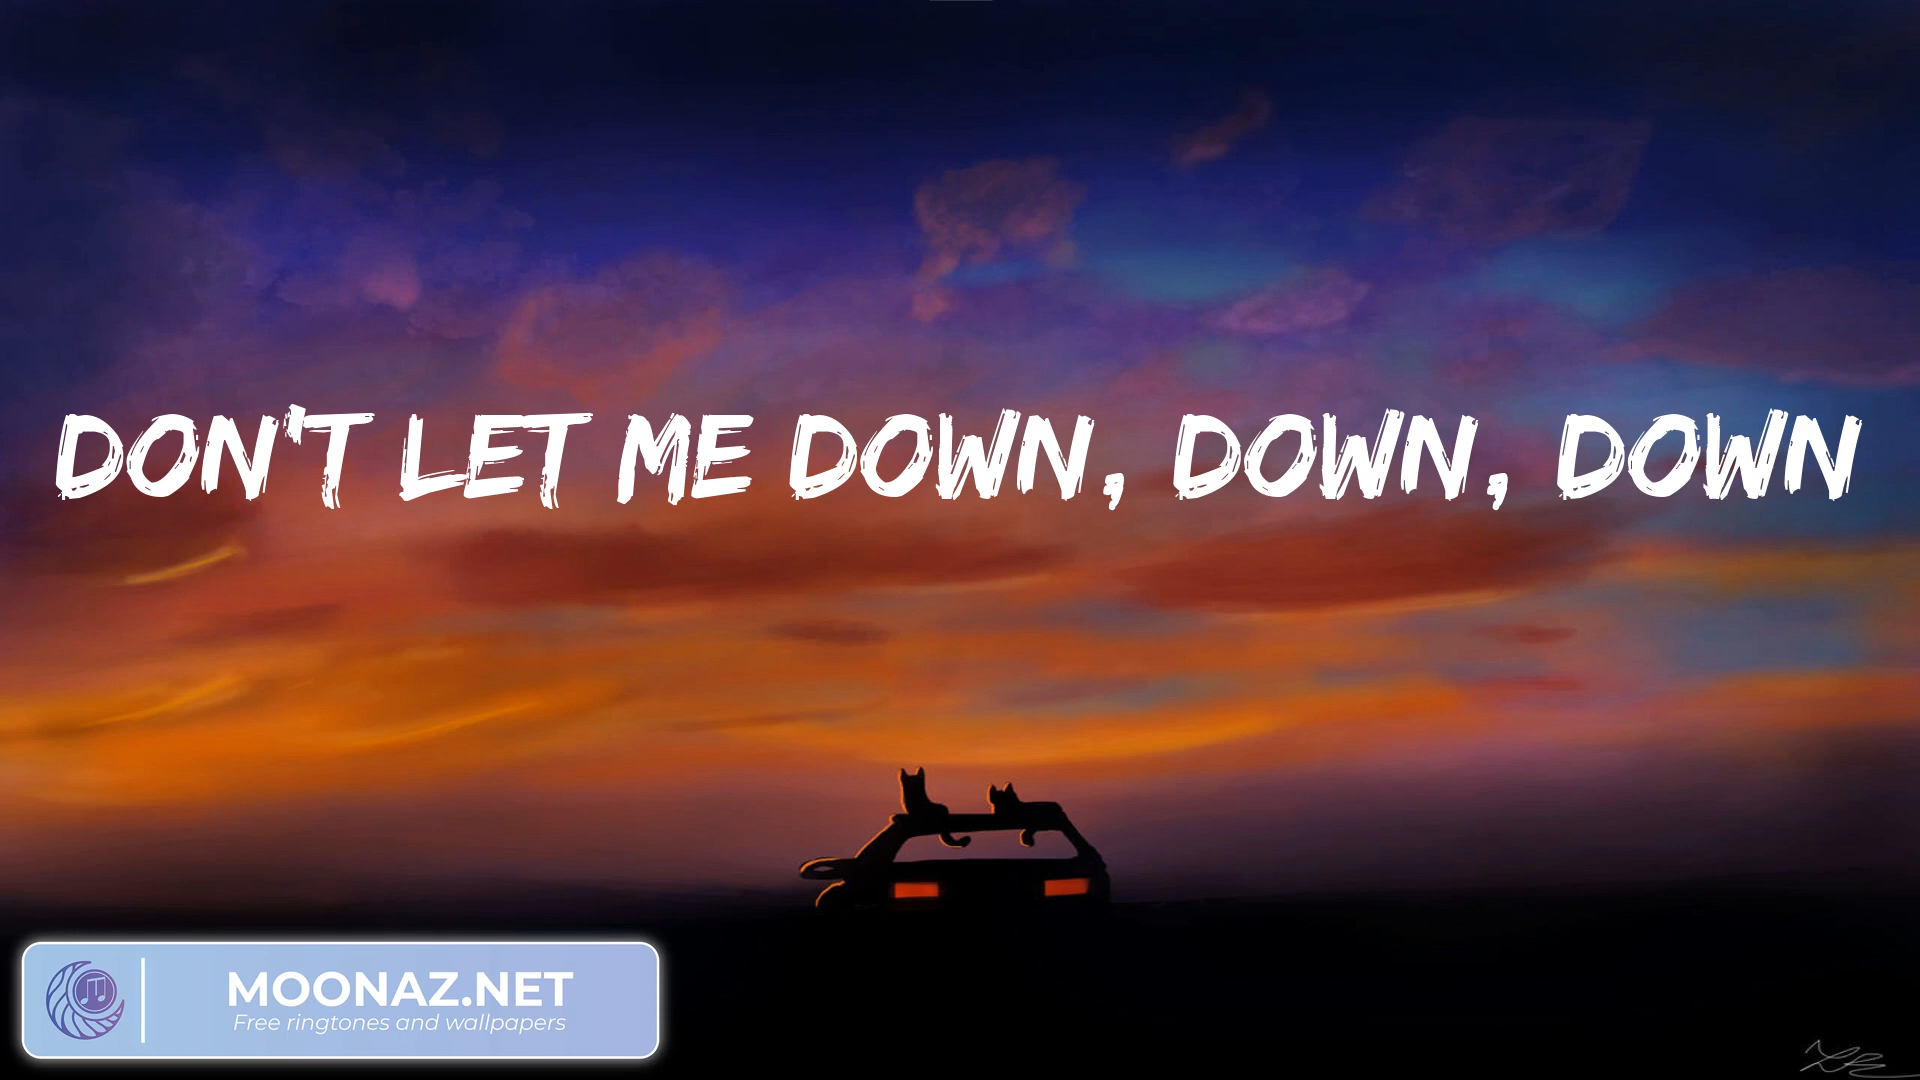 DON'T LET ME DOWN, DOWN, DOWN
MOONAZ.NET
Free ringtones and wallpapers